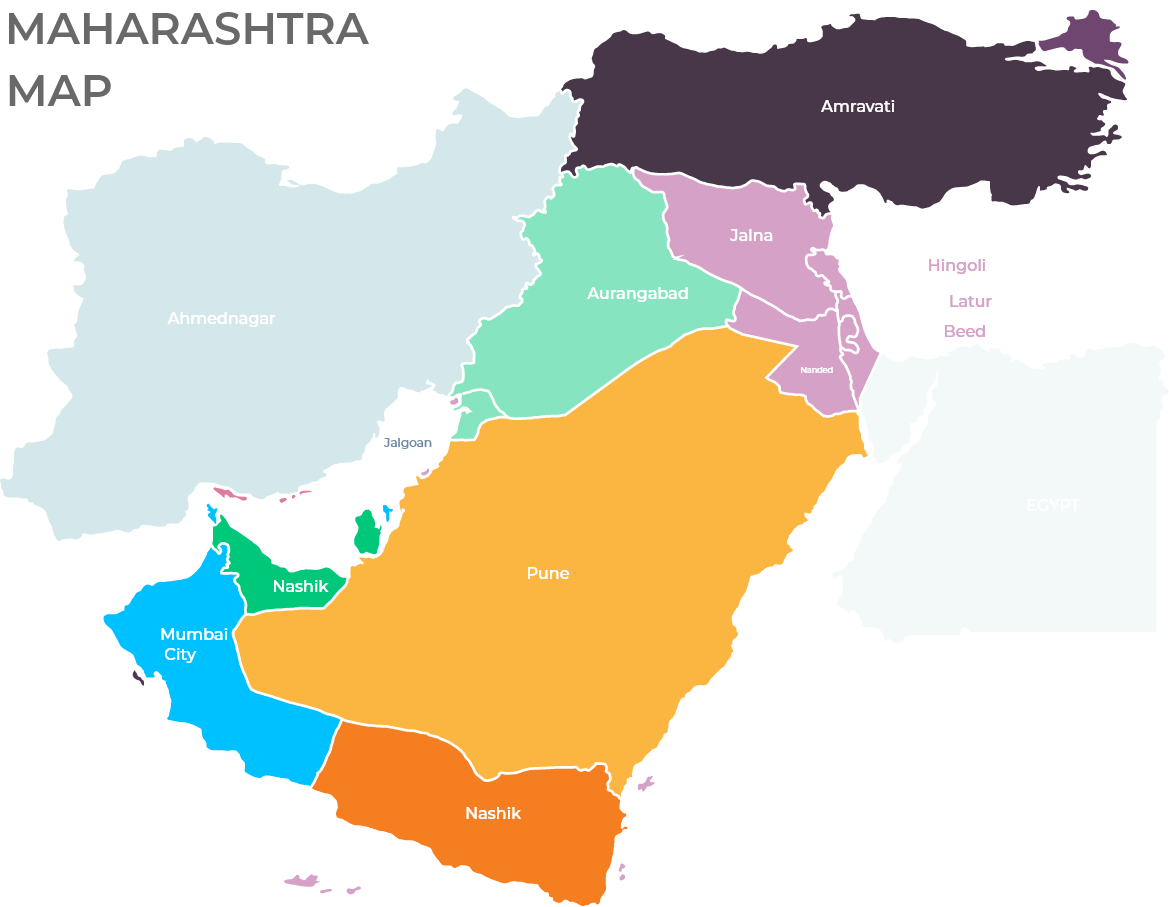 MAHARASHTRA
MAP
Amravati
Jalna
Hingoli
Aurangabad
Latur
Ahmednagar
Beed
Nanded
Jalgoan
EGYPT
Pune
Nashik
Mumbai
City
Nashik